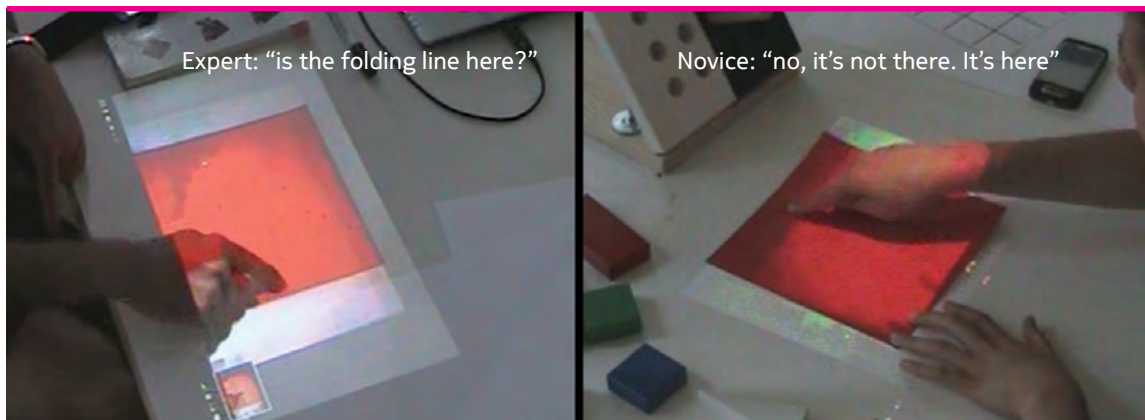 Expert: “is the folding line here?”
Novice: “no, it’s not there. It’s here”